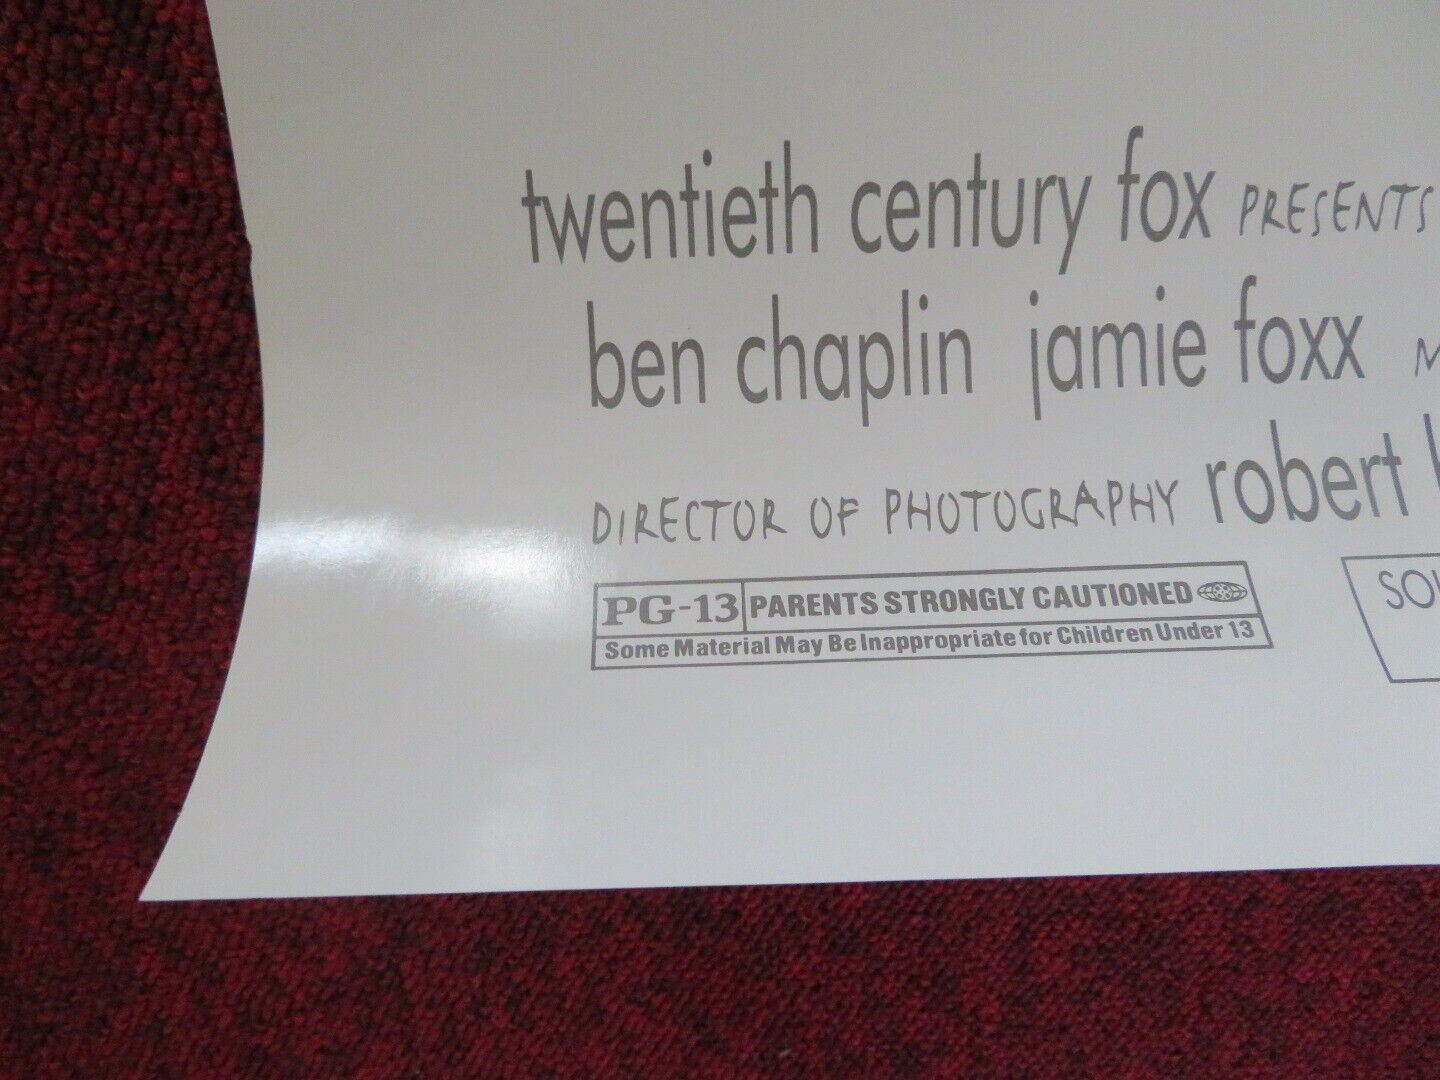 twentieth century fox PRESENTS
ben chaplin jamie foxx
DIRECTOR OF PHOTOGRAPHY robert
PG-13 PARENTS STRONGLY CAUTIONED
Some Material May Be Inappropriate for Children Under 13